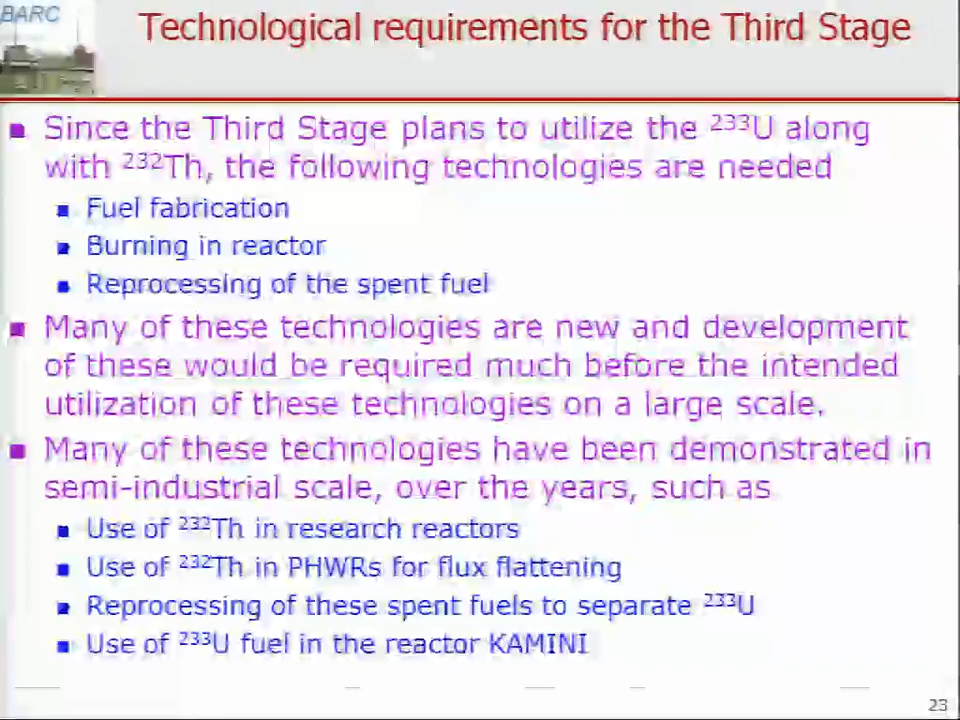 BARC
Technological requirements for the Third Stage
Since the Third Stage plans to utilize the ²³³U along
with ²³²Th, the following technologies are needed
Fuel fabrication
Burning in reactor
Reprocessing of the spent fuel
Many of these technologies are new and development
of these would be required much before the intended
utilization of these technologies on a large scale.
Many of these technologies have been demonstrated in
semi-industrial scale, over the years, such as
Use of ²³²Th in research reactors
Use of ²³²Th in PHWRs for flux flattening
Reprocessing of these spent fuels to separate ²³³U
Use of ²³³U fuel in the reactor KAMINI
23